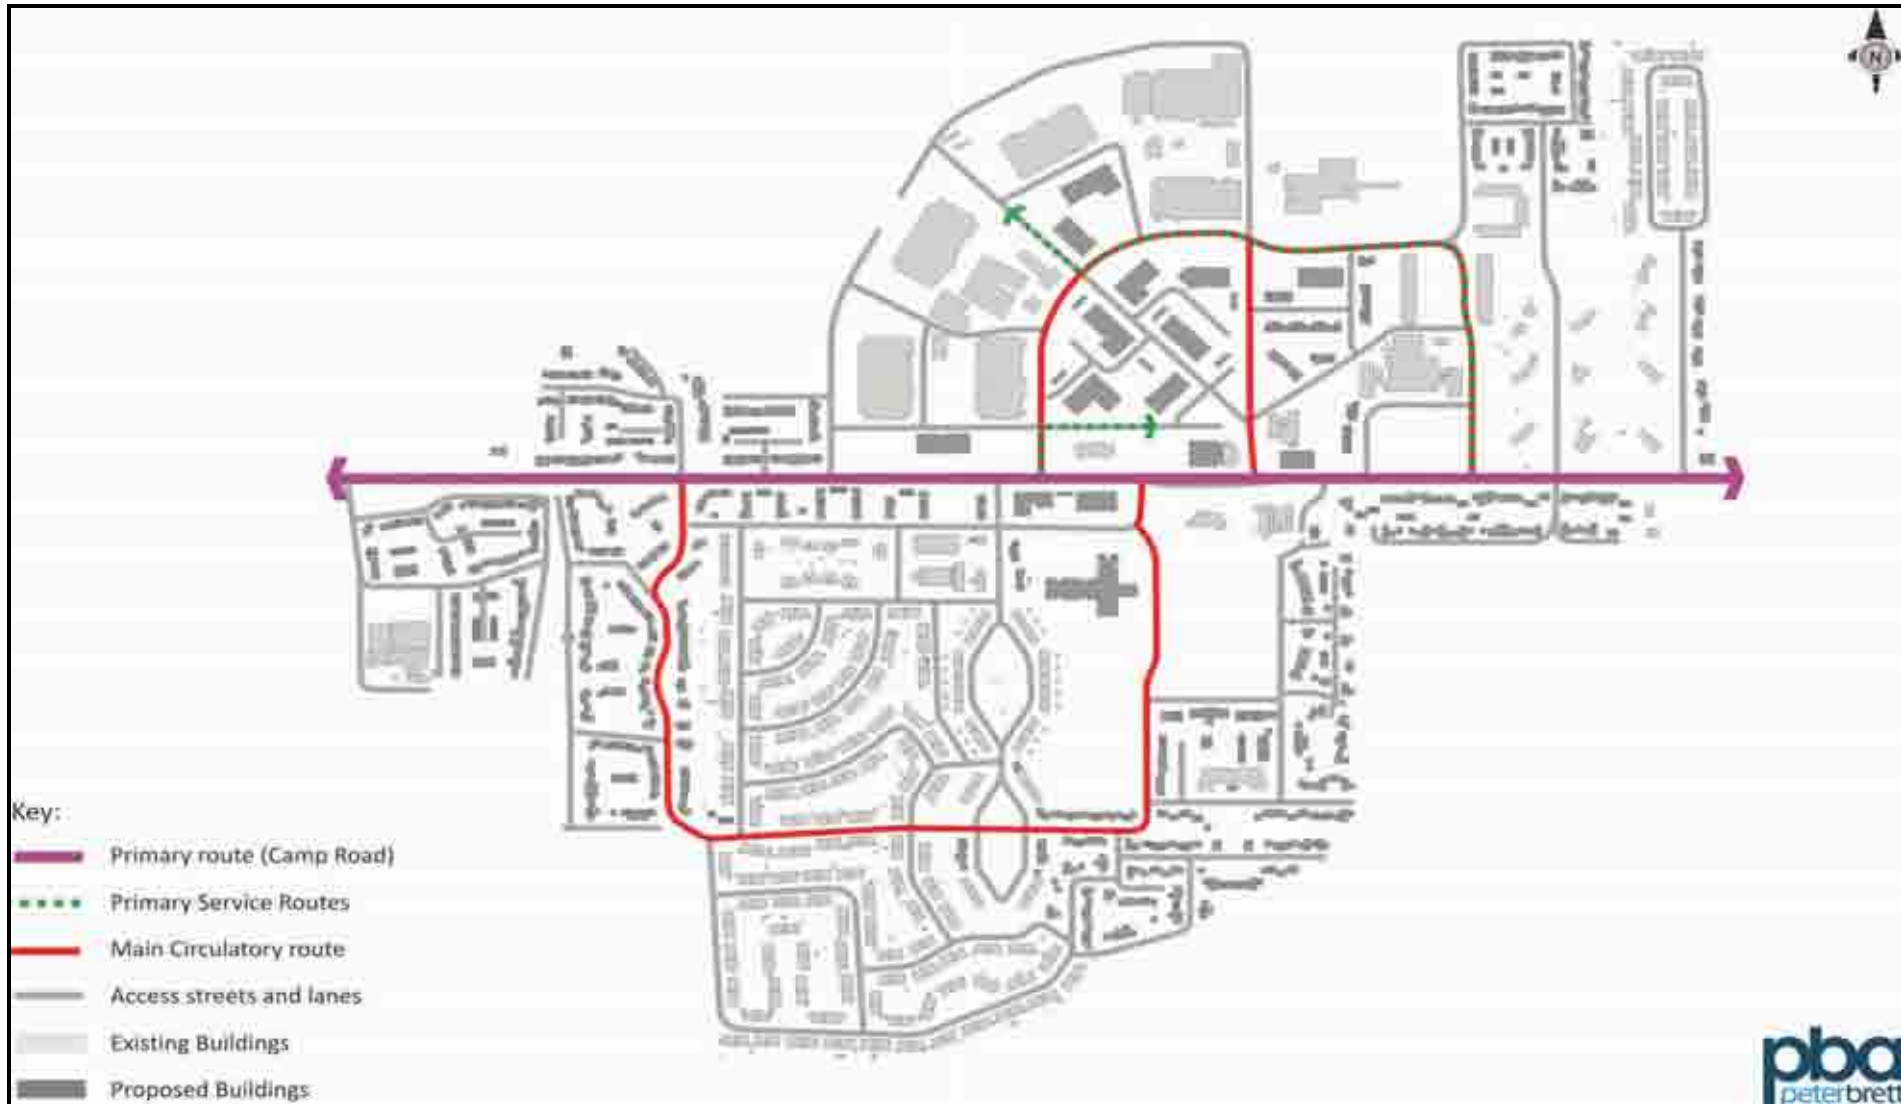 N
Key:
Primary route (Camp Road)
Primary Service Routes
Main Circulatory route
Access streets and lanes
Existing Buildings
Proposed Buildings
pba
peterbrett